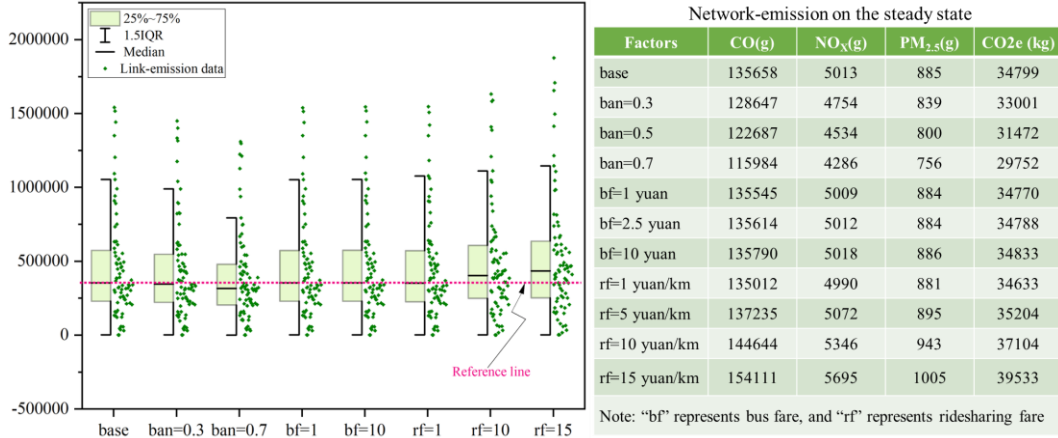 25%~75%
1.5IQR
Median
Link-emission data
2000000
1500000
1000000
500000
0
-500000
Reference line
base ban=0.3 ban=0.7 bf=1 bf=10 rf=1 rf=10 rf=15
Network-emission on the steady state
Factors CO(g) NOX(g) PM2.5(g) CO2e (kg)
base 135658 5013 885 34799
ban=0.3 128647 4754 839 33001
ban=0.5 122687 4534 800 31472
ban=0.7 115984 4286 756 29752
bf=1 yuan 135545 5009 884 34770
bf=2.5 yuan 135614 5012 884 34788
bf=10 yuan 135790 5018 886 34833
rf=1 yuan/km 135012 4990 881 34633
rf=5 yuan/km 137235 5072 895 35204
rf=10 yuan/km 144644 5346 943 37104
rf=15 yuan/km 154111 5695 1005 39533
Note: “bf” represents bus fare, and “rf” represents ridesharing fare